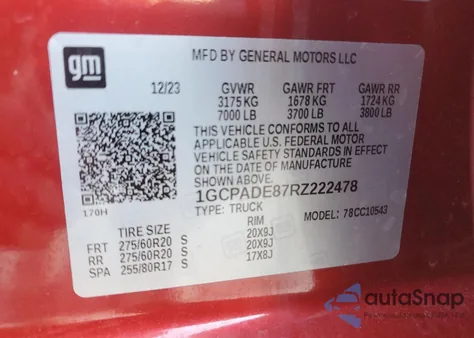 gm
MFD BY GENERAL MOTORS LLC
12/23 GVWR GAWR FRT GAWR RR
3175 KG 1678 KG 1724 KG
7000 LB 3700 LB 3800 LB
THIS VEHICLE CONFORMS TO ALL
APPLICABLE U.S. FEDERAL MOTOR
VEHICLE SAFETY STANDARDS IN EFFECT
ON THE DATE OF MANUFACTURE
SHOWN ABOVE.
1GCPADE87RZ222478
170H
TYPE: TRUCK MODEL: 78CC10543
TIRE SIZE RIM
FRT 275/60R20 S 20X9J
RR 275/60R20 S 20X9J
SPA 255/80R17 S 17X8J
autaSnap